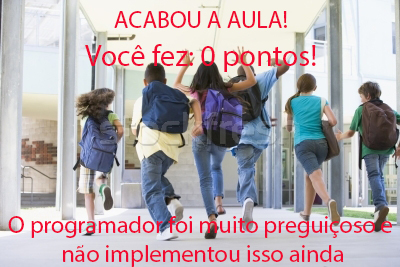 ACABOU A AULA!
Você fez: 0 pontos!
O programador foi muito preguiçoso e
não implementou isso ainda